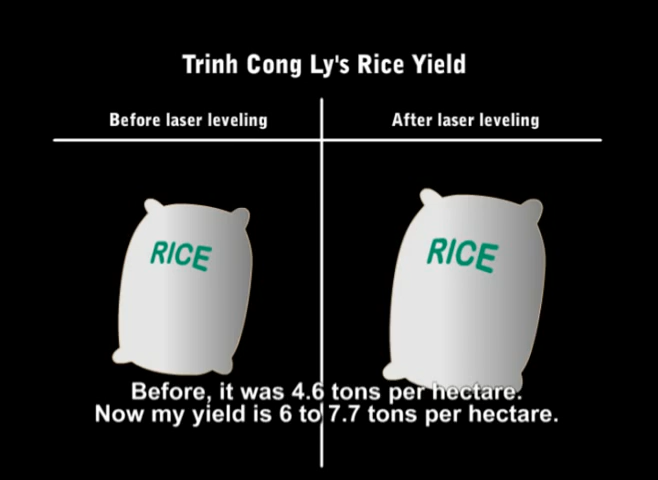 Trinh Cong Ly's Rice Yield
Before laser leveling
After laser leveling
RICE
RICE
Before, it was 4.6 tons per hectare.
Now my yield is 6 to 7.7 tons per hectare.